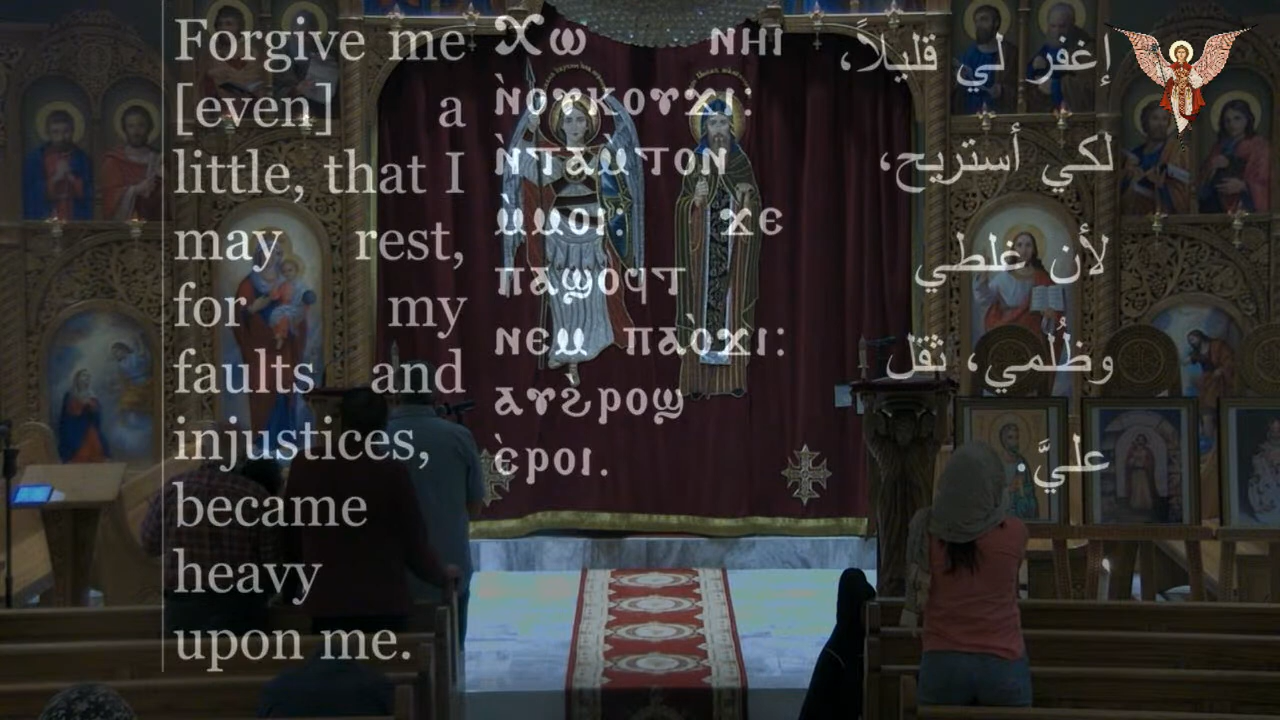 Forgive me
[even] a
little, that I
may rest,
for my
faults and
injustices,
became
heavy
upon me.
Ⲭⲱ ⲛⲏⲓ
ⲛ̀ⲟⲩⲕⲟⲩϫⲓ:
ⲛ̀ⲧⲁⲙ̀ⲧⲟⲛ
ⲙ̀ⲙⲟⲓ: ϫⲉ
ⲡⲁϣⲟϥⲧ
ⲛⲉⲙ ⲡⲁⲟ̀ϫⲓ:
ⲁⲩϩ̀ⲣⲟϣ
ⲉ̀ⲣⲟⲓ.
إغفر لي قليلاً،
لكي أستريح،
لأن غلطي
وظُلمي، ثقل
عليَّ.